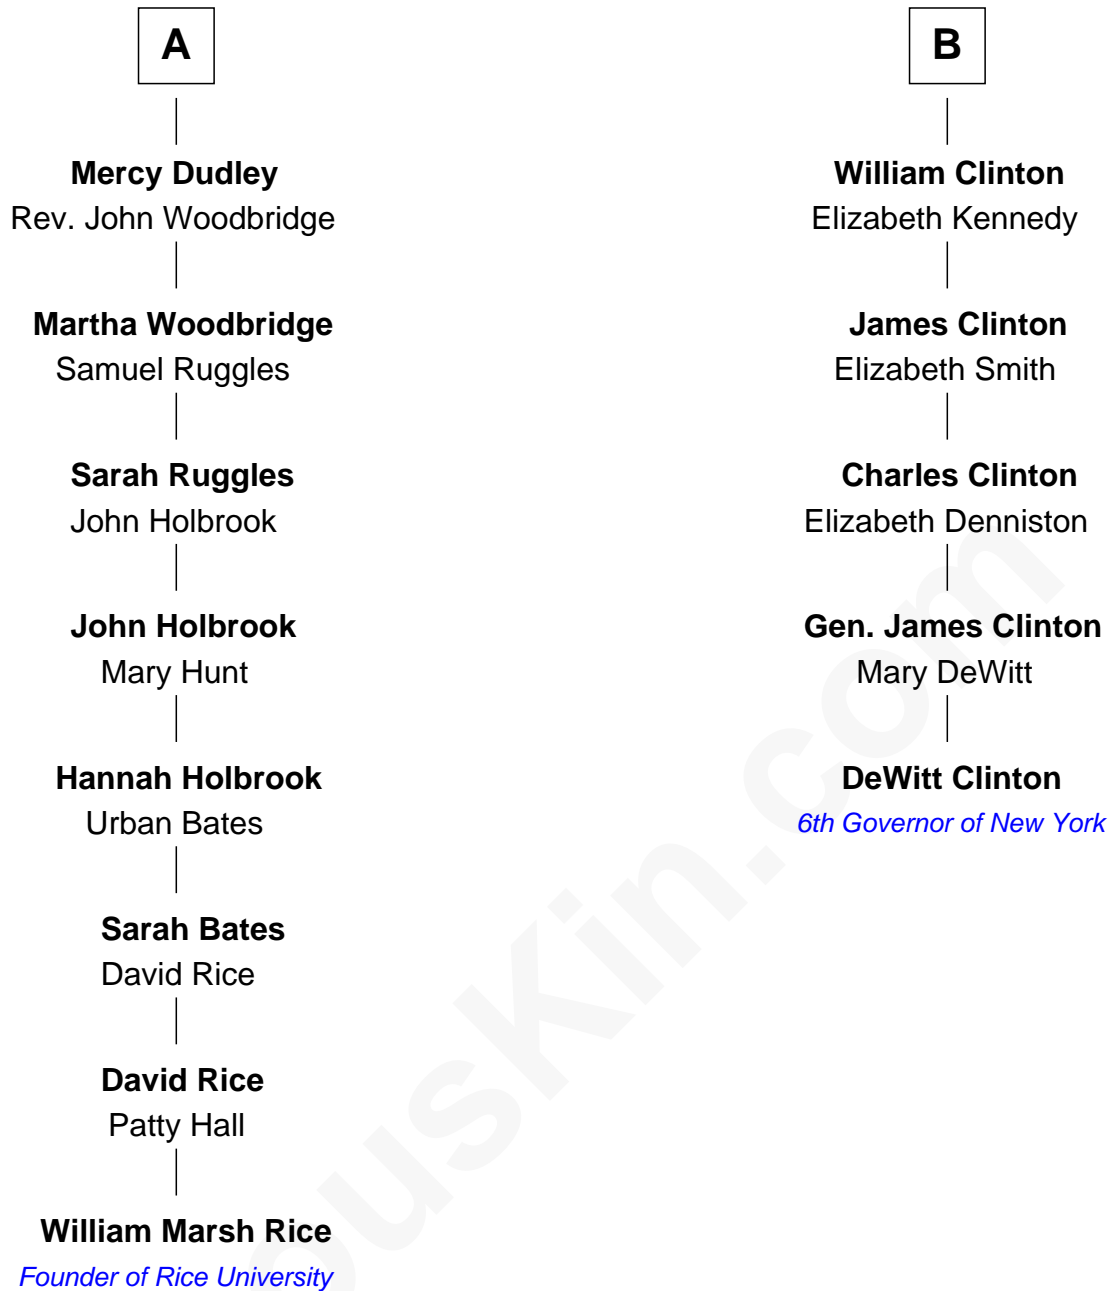 A
Mercy Dudley
Rev. John Woodbridge
Martha Woodbridge
Samuel Ruggles
Sarah Ruggles
John Holbrook
John Holbrook
Mary Hunt
Hannah Holbrook
Urban Bates
Sarah Bates
David Rice
David Rice
Patty Hall
William Marsh Rice
Founder of Rice University
B
William Clinton
Elizabeth Kennedy
James Clinton
Elizabeth Smith
Charles Clinton
Elizabeth Denniston
Gen. James Clinton
Mary DeWitt
DeWitt Clinton
6th Governor of New York
ousKin.com